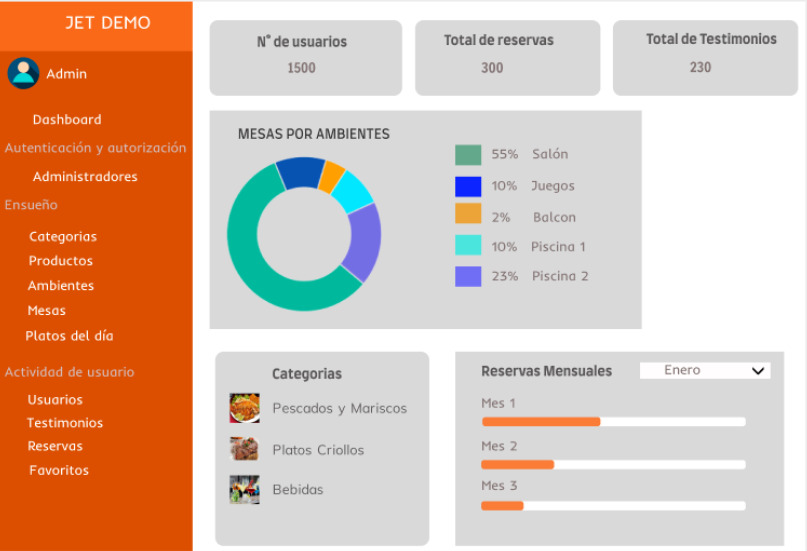 JET DEMO
Admin
Dashboard
Autenticación y autorización
Administradores
Ensueño
Categorias
Productos
Ambientes
Mesas
Platos del día
Actividad de usuario
Usuarios
Testimonios
Reservas
Favoritos
N° de usuarios
1500
Total de reservas
300
Total de Testimonios
230
MESAS POR AMBIENTES
55% Salón
10% Juegos
2% Balcon
10% Piscina 1
23% Piscina 2
Categorias
Pescados y Mariscos
Platos Criollos
Bebidas
Reservas Mensuales
Enero
Mes 1
Mes 2
Mes 3